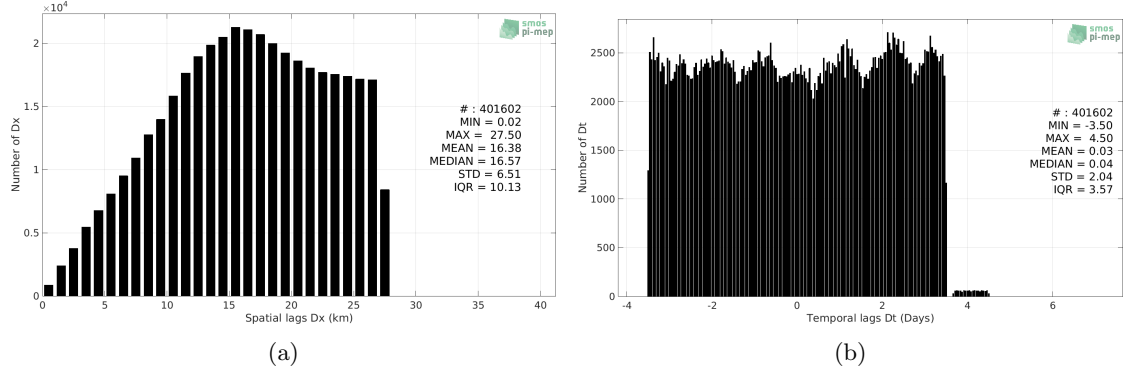 ×10⁴
2
1.5
1
0.5
0
Number of Dx
0 5 10 15 20 25 30 35 40
Spatial lags Dx (km)
smos
pi-mep
# : 401602
MIN = 0.02
MAX = 27.50
MEAN = 16.38
MEDIAN = 16.57
STD = 6.51
IQR = 10.13
(a)
2500
2000
1500
1000
500
0
Number of Dt
-4 -2 0 2 4 6
Temporal lags Dt (Days)
smos
pi-mep
# : 401602
MIN = -3.50
MAX = 4.50
MEAN = 0.03
MEDIAN = 0.04
STD = 2.04
IQR = 3.57
(b)